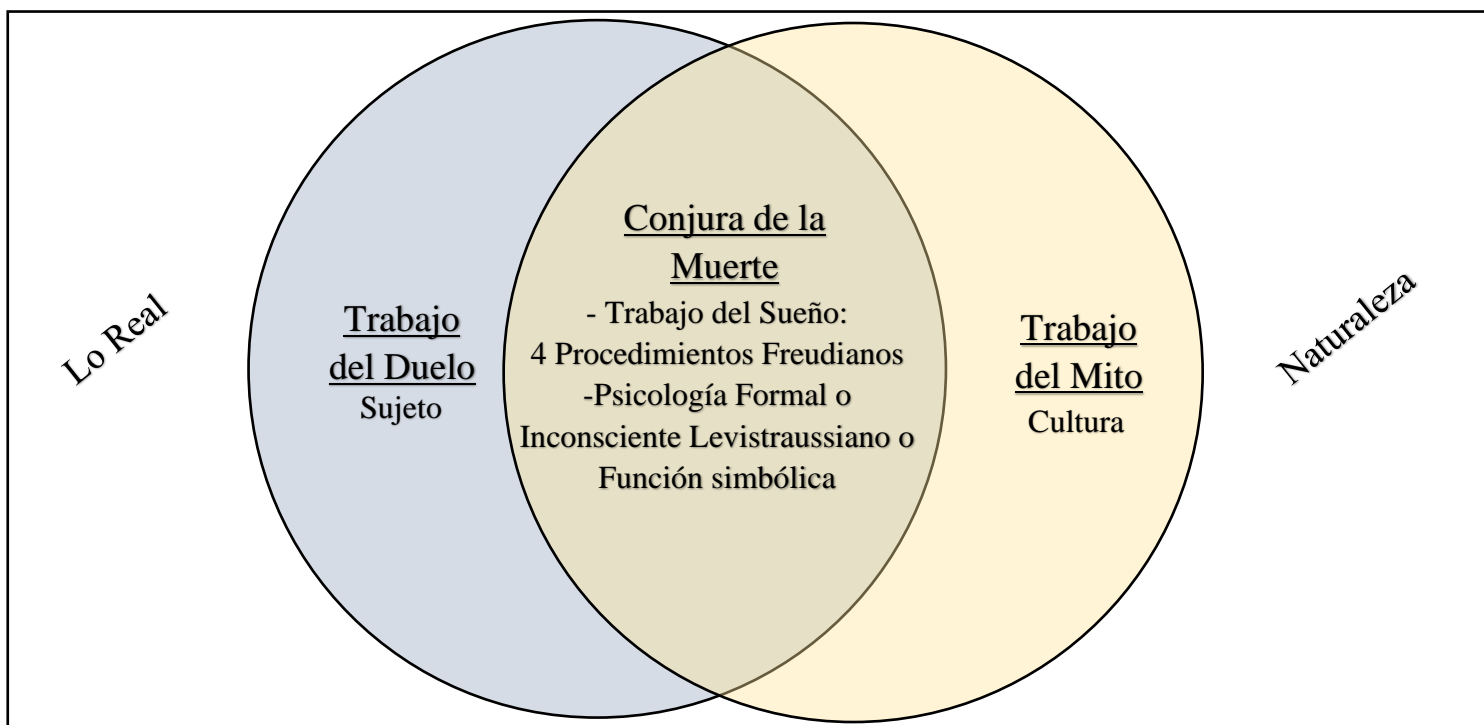 Lo Real
Trabajo
del Duelo
Sujeto
Conjura de la
Muerte
- Trabajo del Sueño:
4 Procedimientos Freudianos
-Psicología Formal o
Inconsciente Levistraussiano o
Función simbólica
Trabajo
del Mito
Cultura
Naturaleza